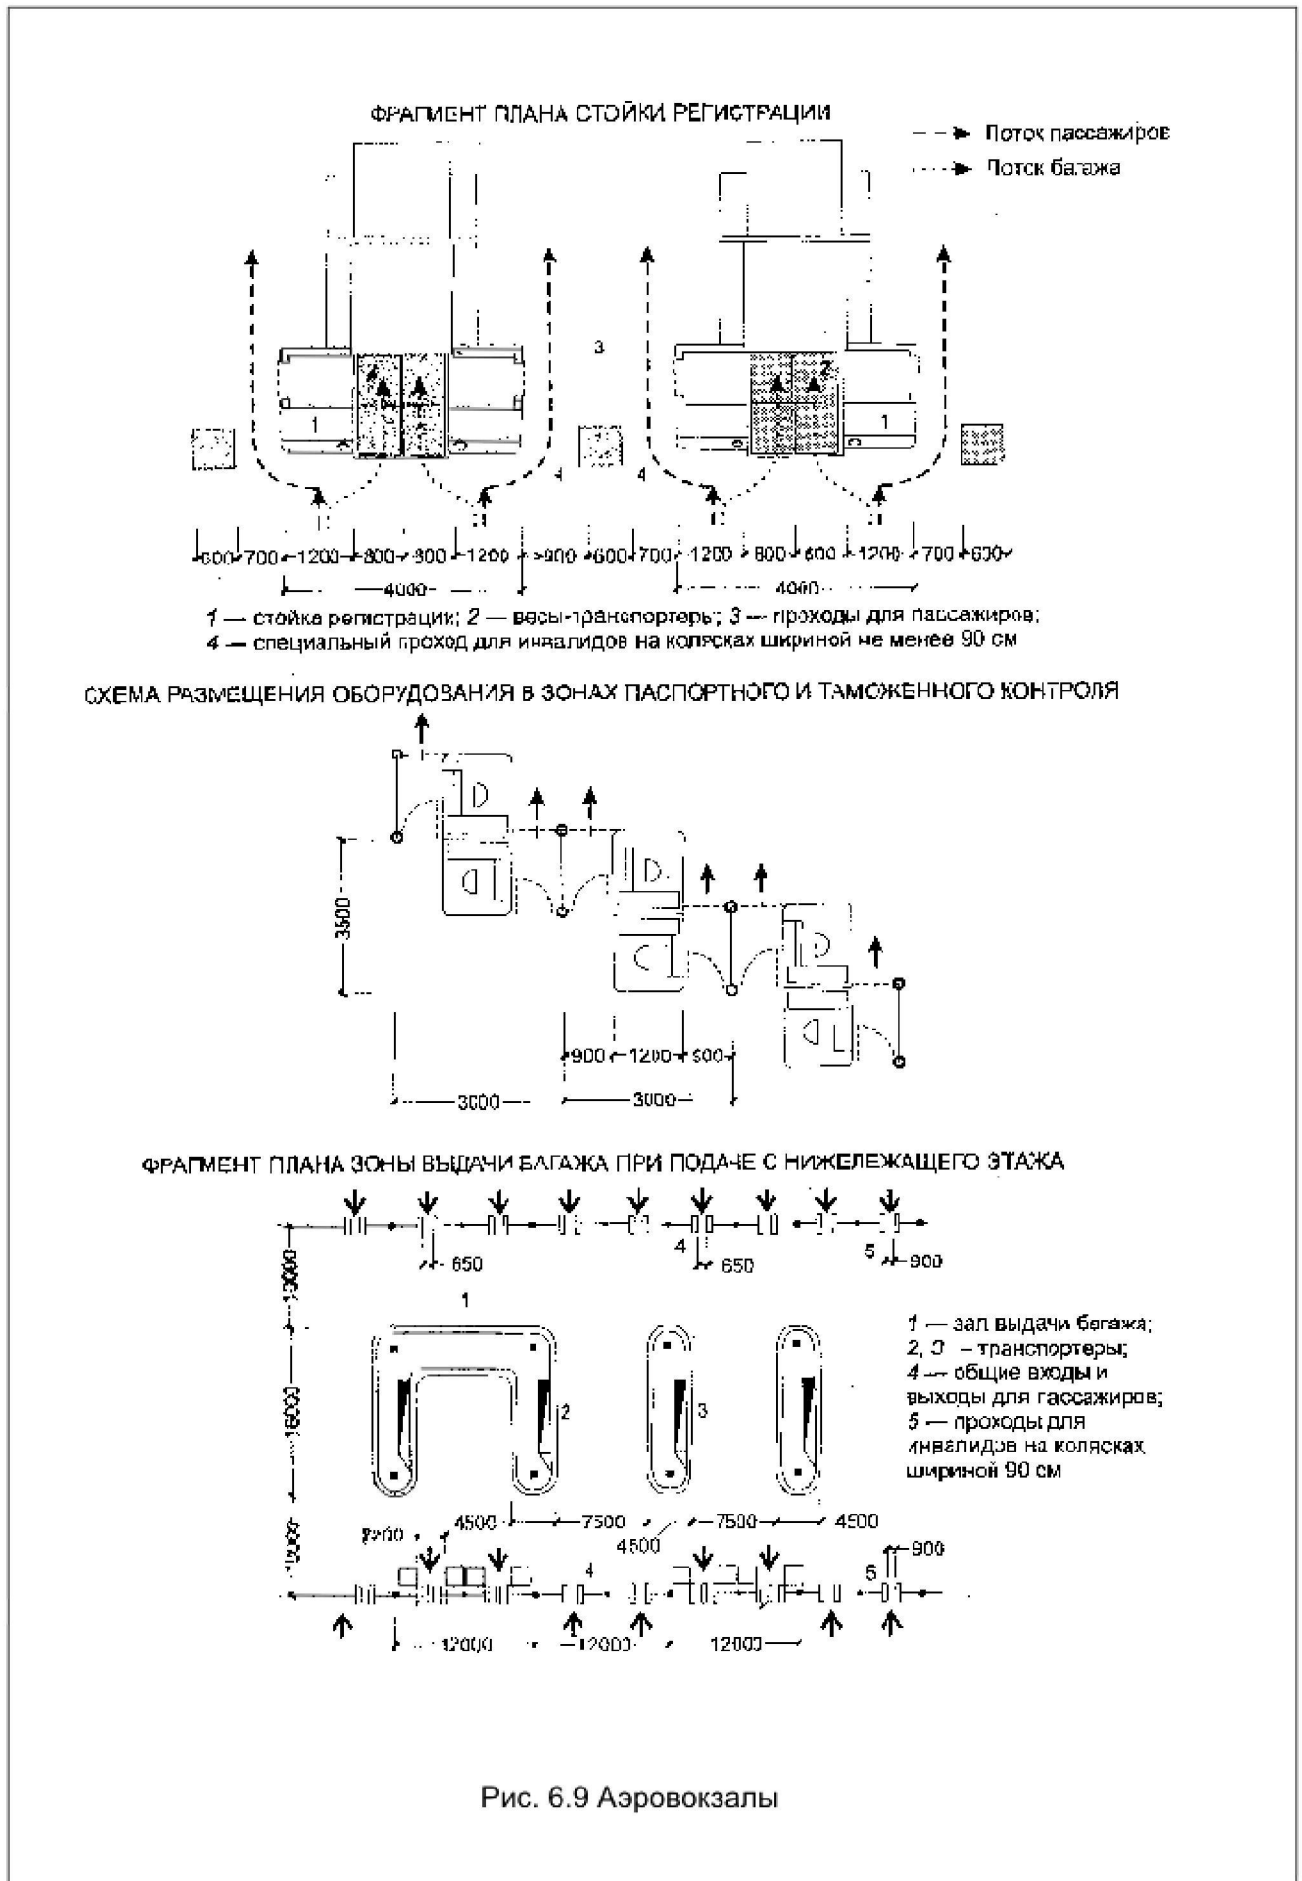 ФРАГМЕНТ ПЛАНА СТОЙКИ РЕГИСТРАЦИИ
Поток пассажиров
Поток багажа
3
2
2
1
1
4
4
600 700 1200 800 800 1200 >900 600 700 1200 800 800 1200 700 600
4000
4000
1 — стойка регистрации; 2 — весы-транспортеры; 3 — проходы для пассажиров;
4 — специальный проход для инвалидов на колясках шириной не менее 90 см
СХЕМА РАЗМЕЩЕНИЯ ОБОРУДОВАНИЯ В ЗОНАХ ПАСПОРТНОГО И ТАМОЖЕННОГО КОНТРОЛЯ
3500
900 1200 900
3000
3000
ФРАГМЕНТ ПЛАНА ЗОНЫ ВЫДАЧИ БАГАЖА ПРИ ПОДАЧЕ С НИЖЕЛЕЖАЩЕГО ЭТАЖА
4
5
650
650
900
1
1 — зал выдачи багажа;
2, 3 – транспортеры;
4 — общие входы и
выходы для пассажиров;
5 — проходы для
инвалидов на колясках
шириной 90 см
2
3
4500
7500
7500
4500
4500
900
4
5
12000
12000
12000
Рис. 6.9 Аэровокзалы